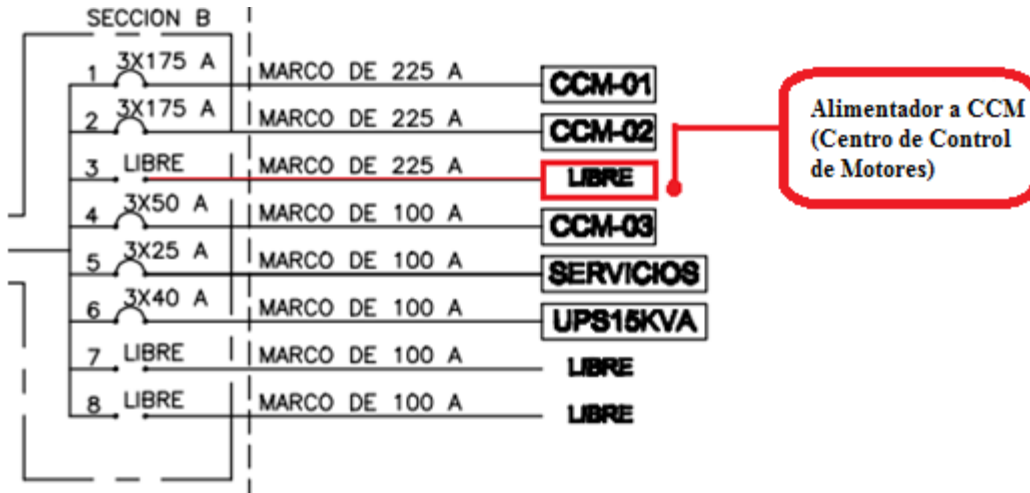 SECCION B
1 3X175 A MARCO DE 225 A CCM-01
2 3X175 A MARCO DE 225 A CCM-02
3 LIBRE MARCO DE 225 A LIBRE
4 3X50 A MARCO DE 100 A CCM-03
5 3X25 A MARCO DE 100 A SERVICIOS
6 3X40 A MARCO DE 100 A UPS15KVA
7 LIBRE MARCO DE 100 A LIBRE
8 LIBRE MARCO DE 100 A LIBRE
Alimentador a CCM
(Centro de Control
de Motores)